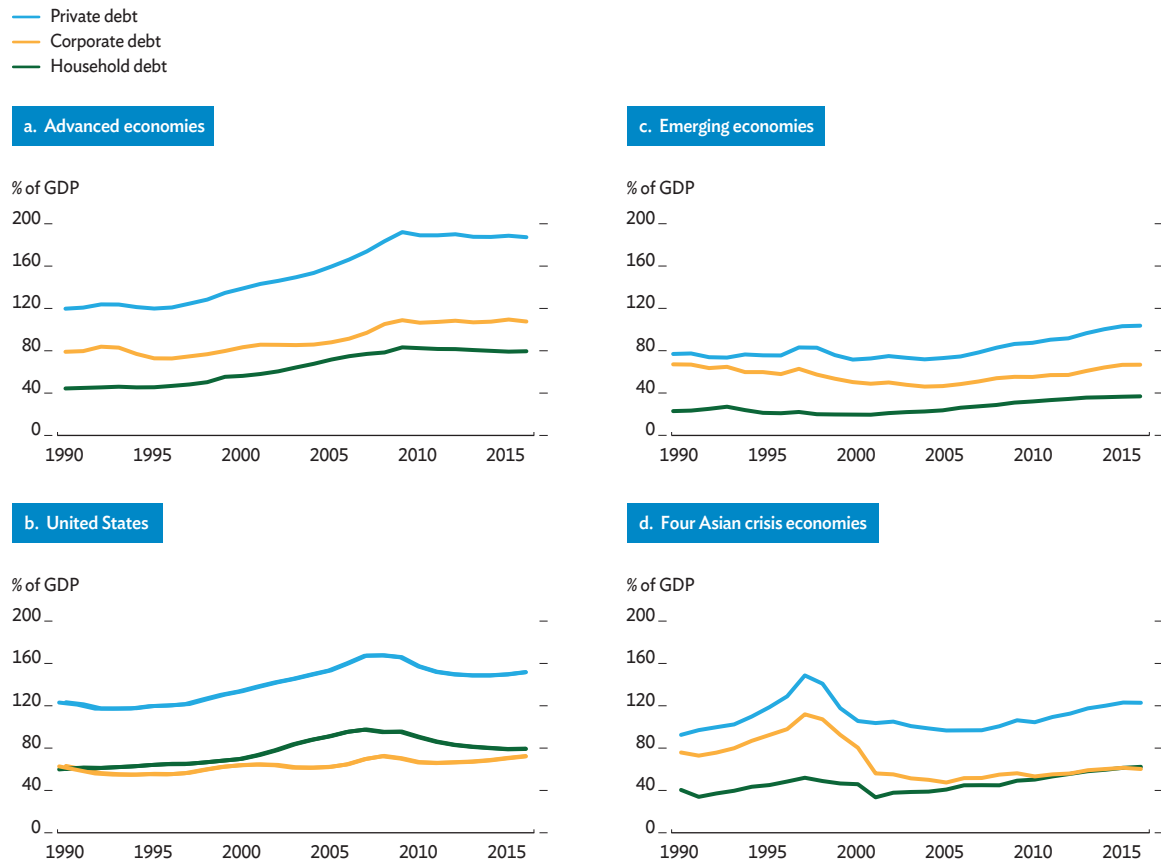 Private debt
Corporate debt
Household debt
a. Advanced economies
% of GDP
200
160
120
80
40
0
1990 1995 2000 2005 2010 2015
b. United States
% of GDP
200
160
120
80
40
0
1990 1995 2000 2005 2010 2015
c. Emerging economies
% of GDP
200
160
120
80
40
0
1990 1995 2000 2005 2010 2015
d. Four Asian crisis economies
% of GDP
200
160
120
80
40
0
1990 1995 2000 2005 2010 2015